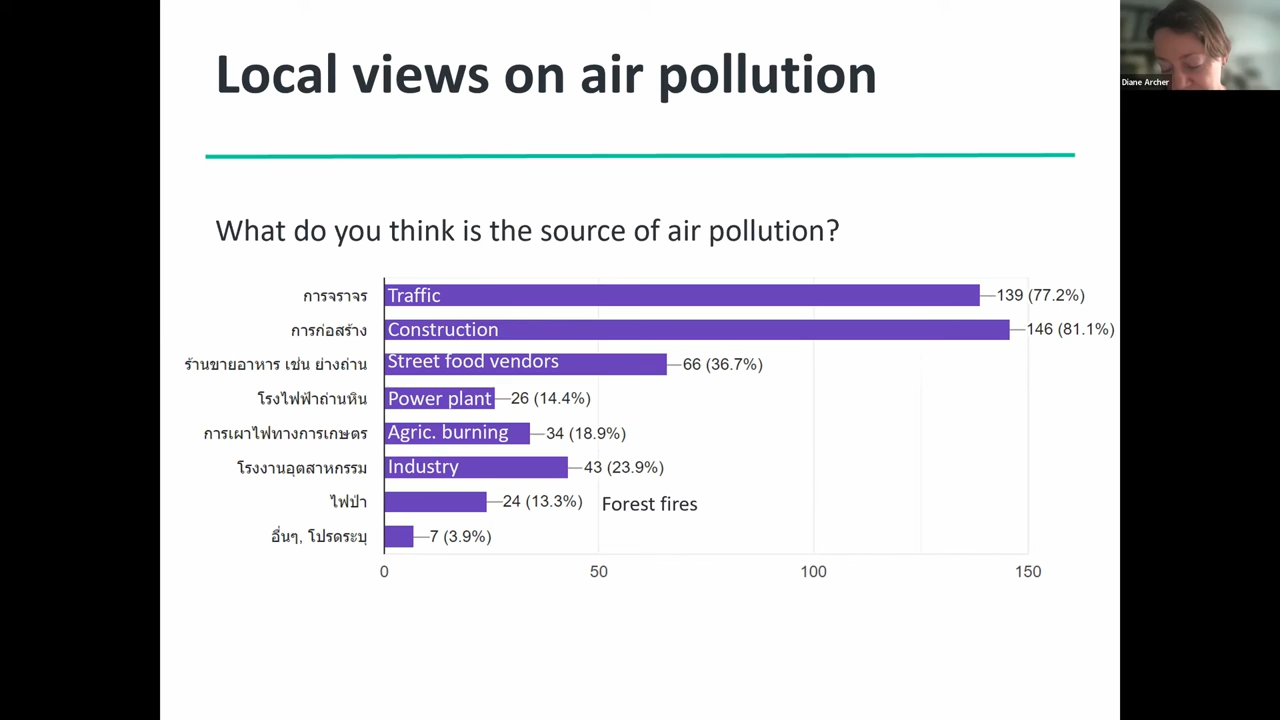 Local views on air pollution
Diane Archer
What do you think is the source of air pollution?
การจราจร Traffic 139 (77.2%)
การก่อสร้าง Construction 146 (81.1%)
ร้านขายอาหาร เช่น ย่างถ่าน Street food vendors 66 (36.7%)
โรงไฟฟ้าถ่านหิน Power plant 26 (14.4%)
การเผาไฟทางการเกษตร Agric. burning 34 (18.9%)
โรงงานอุตสาหกรรม Industry 43 (23.9%)
ไฟป่า 24 (13.3%) Forest fires
อื่นๆ, โปรดระบุ 7 (3.9%)
0 50 100 150